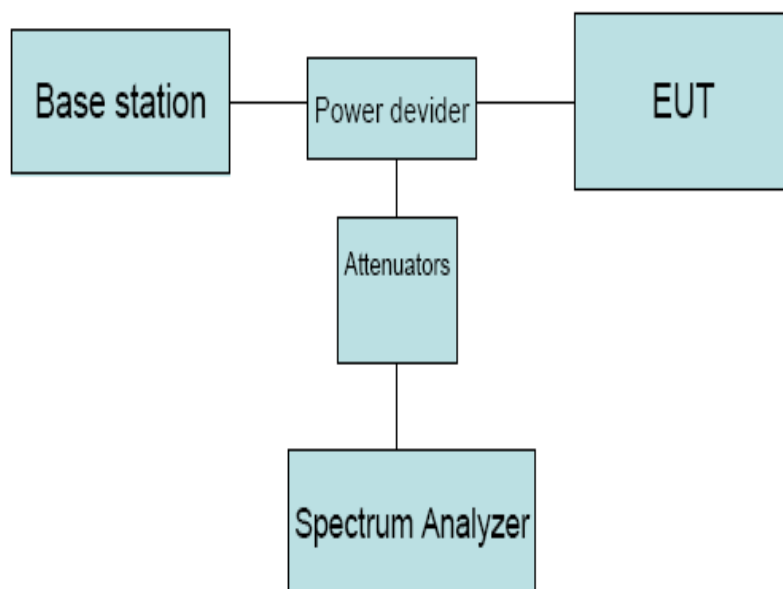 Base station
Power devider
EUT
Attenuators
Spectrum Analyzer